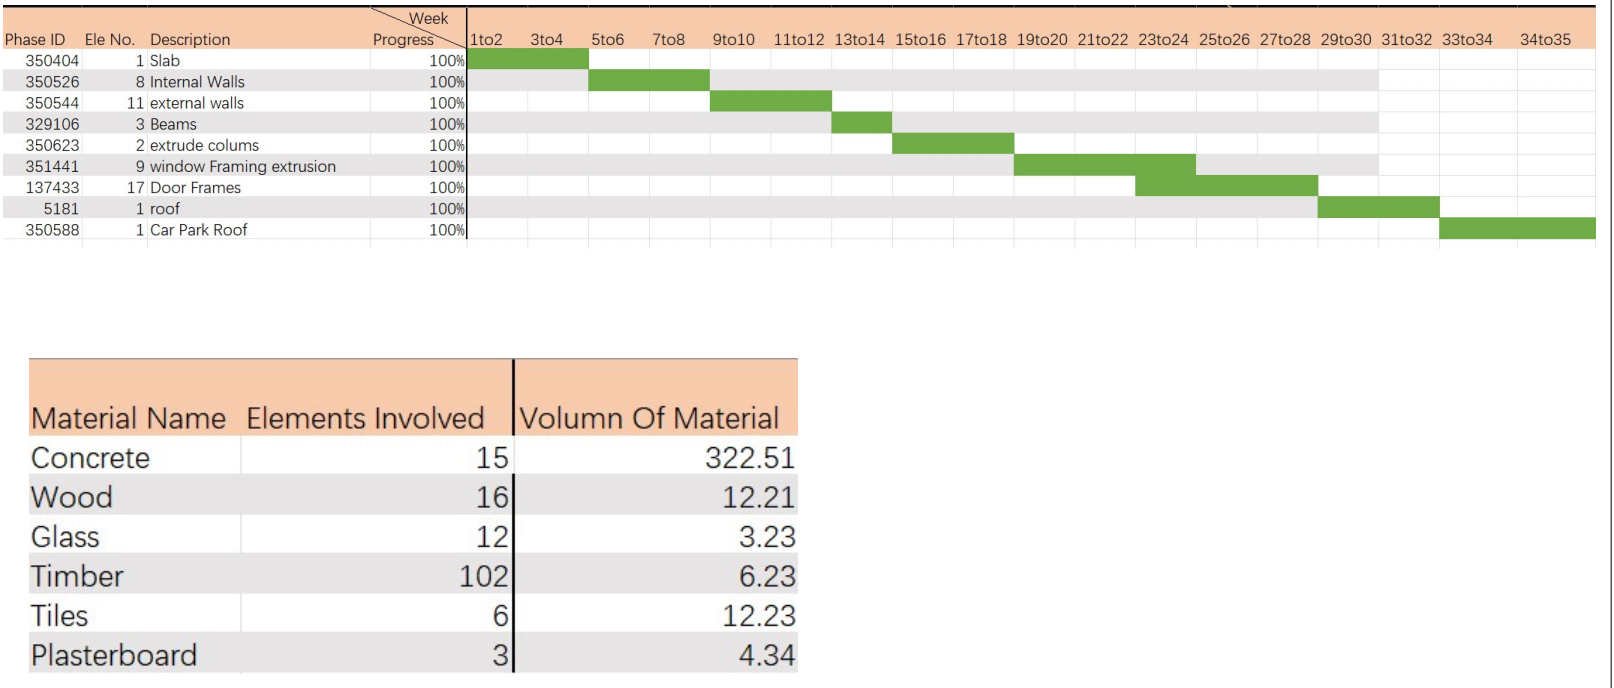 Week
Phase ID Ele No. Description Progress 1to2 3to4 5to6 7to8 9to10 11to12 13to14 15to16 17to18 19to20 21to22 23to24 25to26 27to28 29to30 31to32 33to34 34to35
350404 1 Slab 100%
350526 8 Internal Walls 100%
350544 11 external walls 100%
329106 3 Beams 100%
350623 2 extrude colums 100%
351441 9 window Framing extrusion 100%
137433 17 Door Frames 100%
5181 1 roof 100%
350588 1 Car Park Roof 100%
Material Name Elements Involved Volumn Of Material
Concrete 15 322.51
Wood 16 12.21
Glass 12 3.23
Timber 102 6.23
Tiles 6 12.23
Plasterboard 3 4.34